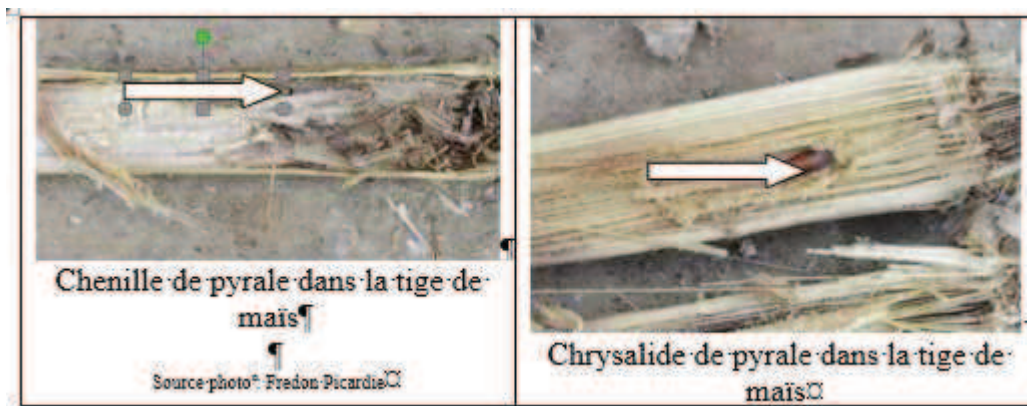 Chenille de pyrale dans la tige de
maïs¶
¶
Source photo : Fredon Picardie¤
¶
Chrysalide de pyrale dans la tige de
maïs¤